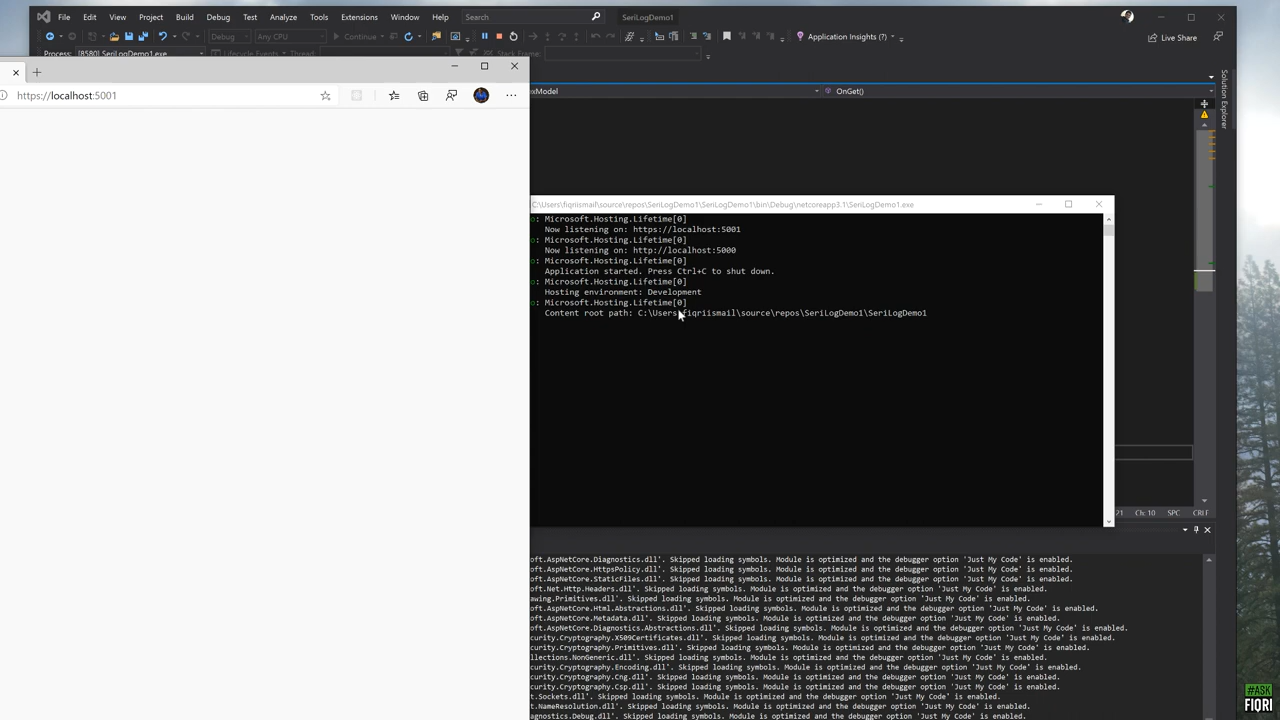 File Edit View Project Build Debug Test Analyze Tools Extensions Window Help Search SeriLogDemo1
Debug Any CPU Continue Application Insights (?) Live Share
Process: [8580] SeriLogDemo1.exe Lifecycle Events Thread: Stack Frame:
https://localhost:5001
oxModel OnGet()
Solution Explorer
C:\Users\fiqriismail\source\repos\SeriLogDemo1\SeriLogDemo1\bin\Debug\netcoreapp3.1\SeriLogDemo1.exe
o: Microsoft.Hosting.Lifetime[0]
Now listening on: https://localhost:5001
o: Microsoft.Hosting.Lifetime[0]
Now listening on: http://localhost:5000
o: Microsoft.Hosting.Lifetime[0]
Application started. Press Ctrl+C to shut down.
o: Microsoft.Hosting.Lifetime[0]
Hosting environment: Development
o: Microsoft.Hosting.Lifetime[0]
Content root path: C:\Users\fiqriismail\source\repos\SeriLogDemo1\SeriLogDemo1
21 Ch: 10 SPC CRLF
oft.AspNetCore.Diagnostics.dll'. Skipped loading symbols. Module is optimized and the debugger option 'Just My Code' is enabled.
oft.AspNetCore.HttpsPolicy.dll'. Skipped loading symbols. Module is optimized and the debugger option 'Just My Code' is enabled.
oft.AspNetCore.StaticFiles.dll'. Skipped loading symbols. Module is optimized and the debugger option 'Just My Code' is enabled.
oft.Net.Http.Headers.dll'. Skipped loading symbols. Module is optimized and the debugger option 'Just My Code' is enabled.
awing.Primitives.dll'. Skipped loading symbols. Module is optimized and the debugger option 'Just My Code' is enabled.
oft.AspNetCore.Html.Abstractions.dll'. Skipped loading symbols. Module is optimized and the debugger option 'Just My Code' is enabled.
oft.AspNetCore.Metadata.dll'. Skipped loading symbols. Module is optimized and the debugger option 'Just My Code' is enabled.
oft.AspNetCore.Diagnostics.Abstractions.dll'. Skipped loading symbols. Module is optimized and the debugger option 'Just My Code' is enabled.
curity.Cryptography.X509Certificates.dll'. Skipped loading symbols. Module is optimized and the debugger option 'Just My Code' is enabled.
curity.Cryptography.Primitives.dll'. Skipped loading symbols. Module is optimized and the debugger option 'Just My Code' is enabled.
llections.NonGeneric.dll'. Skipped loading symbols. Module is optimized and the debugger option 'Just My Code' is enabled.
curity.Cryptography.Encoding.dll'. Skipped loading symbols. Module is optimized and the debugger option 'Just My Code' is enabled.
curity.Cryptography.Cng.dll'. Skipped loading symbols. Module is optimized and the debugger option 'Just My Code' is enabled.
curity.Cryptography.Csp.dll'. Skipped loading symbols. Module is optimized and the debugger option 'Just My Code' is enabled.
t.Sockets.dll'. Skipped loading symbols. Module is optimized and the debugger option 'Just My Code' is enabled.
t.NameResolution.dll'. Skipped loading symbols. Module is optimized and the debugger option 'Just My Code' is enabled.
agnostics.Debug.dll'. Skipped loading symbols. Module is optimized and the debugger option 'Just My Code' is enabled.
#ASK
FIQRI